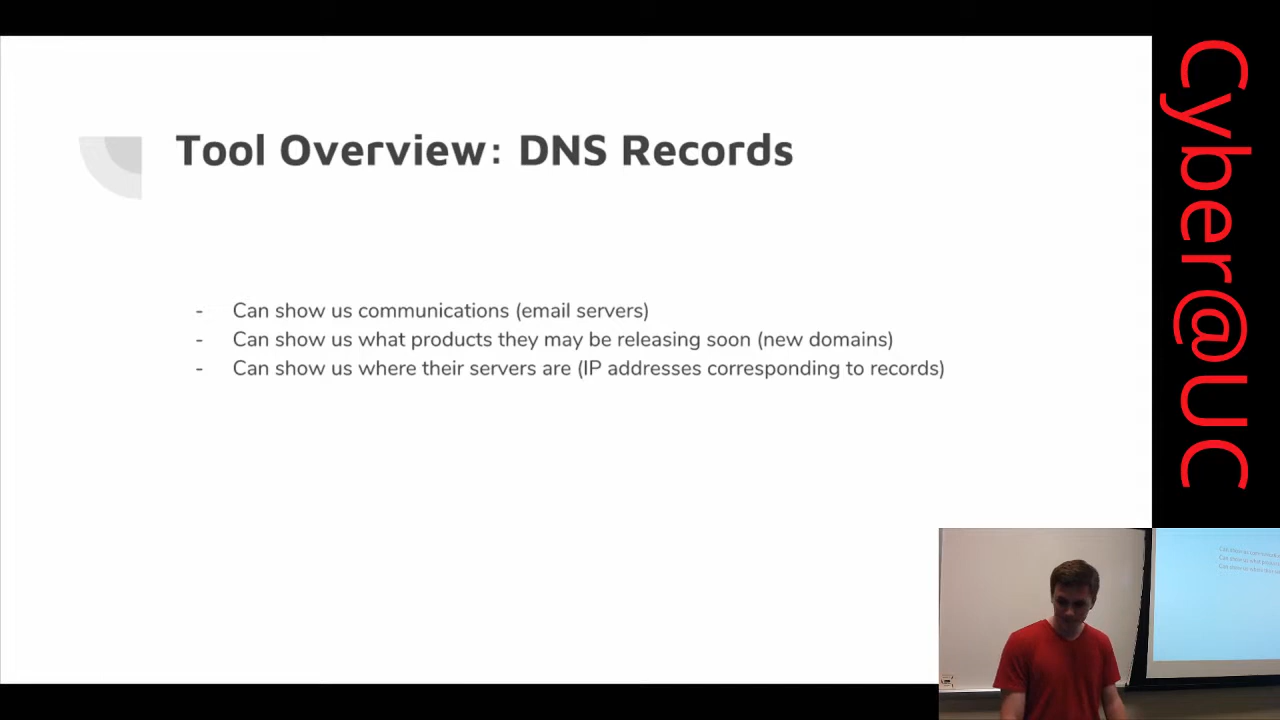 Tool Overview: DNS Records
- Can show us communications (email servers)
- Can show us what products they may be releasing soon (new domains)
- Can show us where their servers are (IP addresses corresponding to records)
Cyber@UC